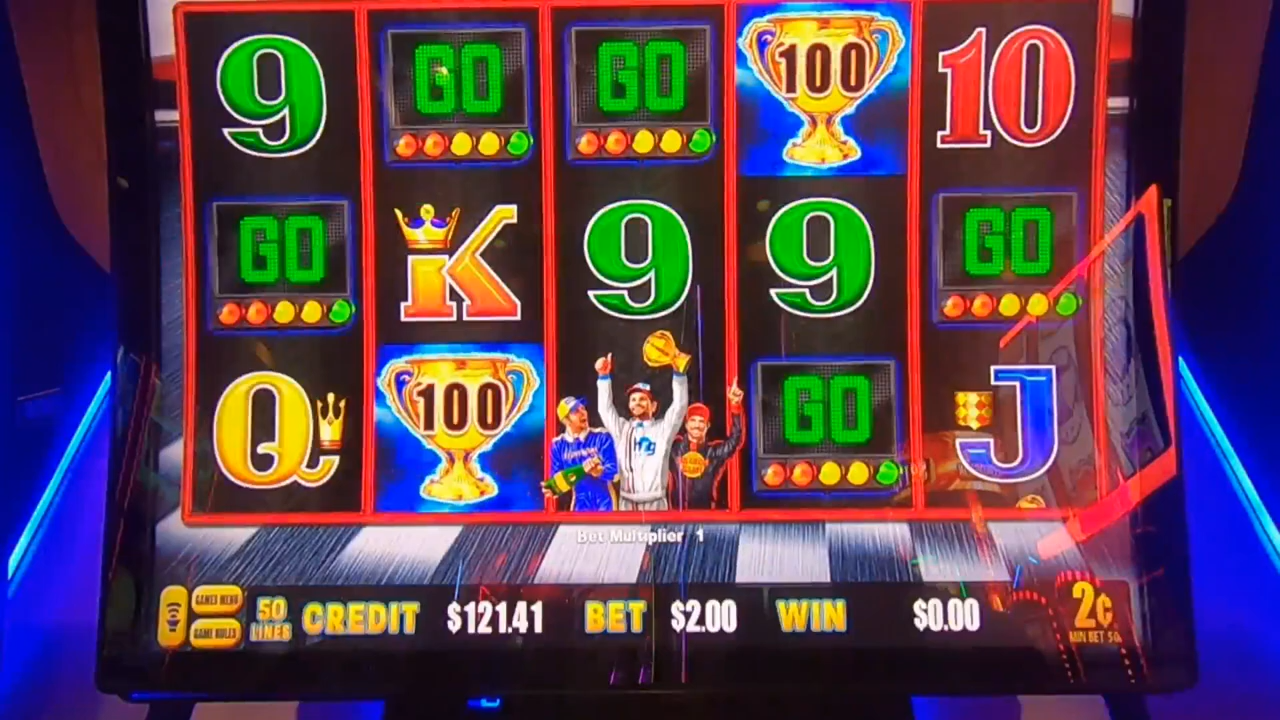 9 GO GO 100 10
GO K 9 9 GO
Q 100 GO J
Bet Multiplier 1
GAMES MENU
GAME RULES
50 LINES
CREDIT $121.41 BET $2.00 WIN $0.00
2¢
MIN BET 50